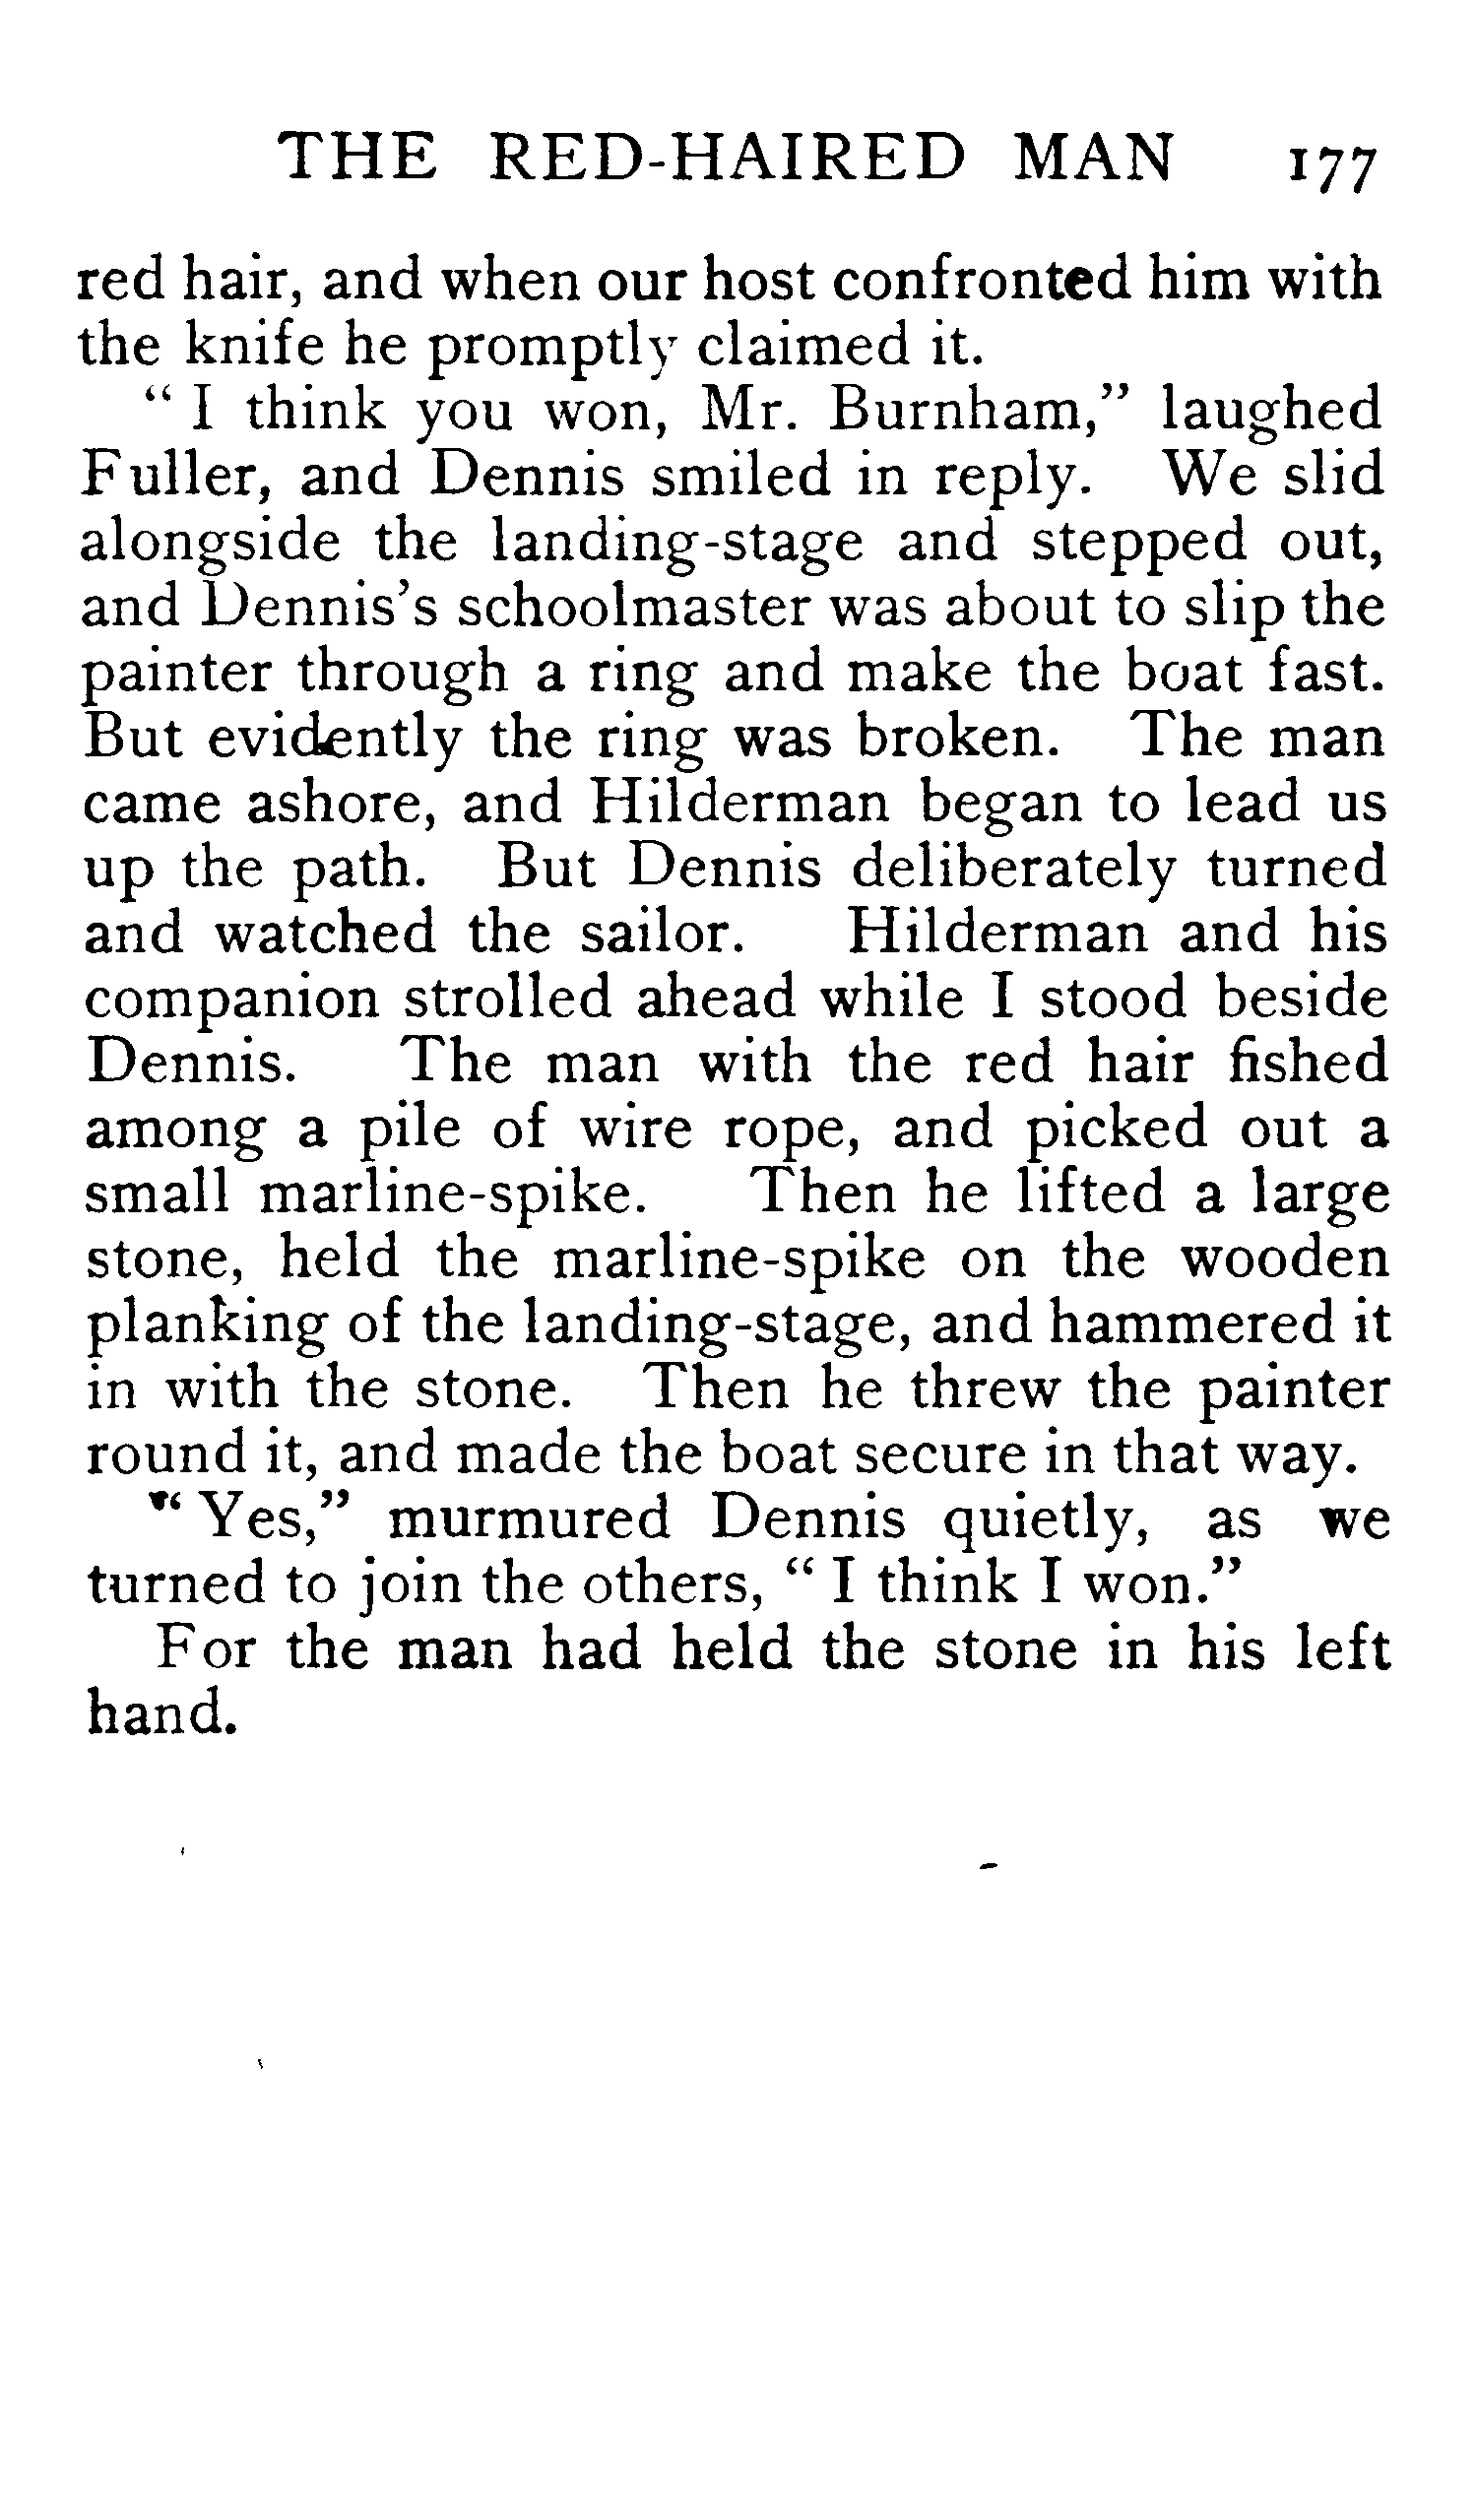 THE RED-HAIRED MAN 177
red hair, and when our host confronted him with
the knife he promptly claimed it.
“ I think you won, Mr. Burnham,” laughed
Fuller, and Dennis smiled in reply. We slid
alongside the landing-stage and stepped out,
and Dennis’s schoolmaster was about to slip the
painter through a ring and make the boat fast.
But evidently the ring was broken. The man
came ashore, and Hilderman began to lead us
up the path. But Dennis deliberately turned
and watched the sailor. Hilderman and his
companion strolled ahead while I stood beside
Dennis. The man with the red hair fished
among a pile of wire rope, and picked out a
small marline-spike. Then he lifted a large
stone, held the marline-spike on the wooden
planking of the landing-stage, and hammered it
in with the stone. Then he threw the painter
round it, and made the boat secure in that way.
“ Yes,” murmured Dennis quietly, as we
turned to join the others, “ I think I won.”
For the man had held the stone in his left
hand.